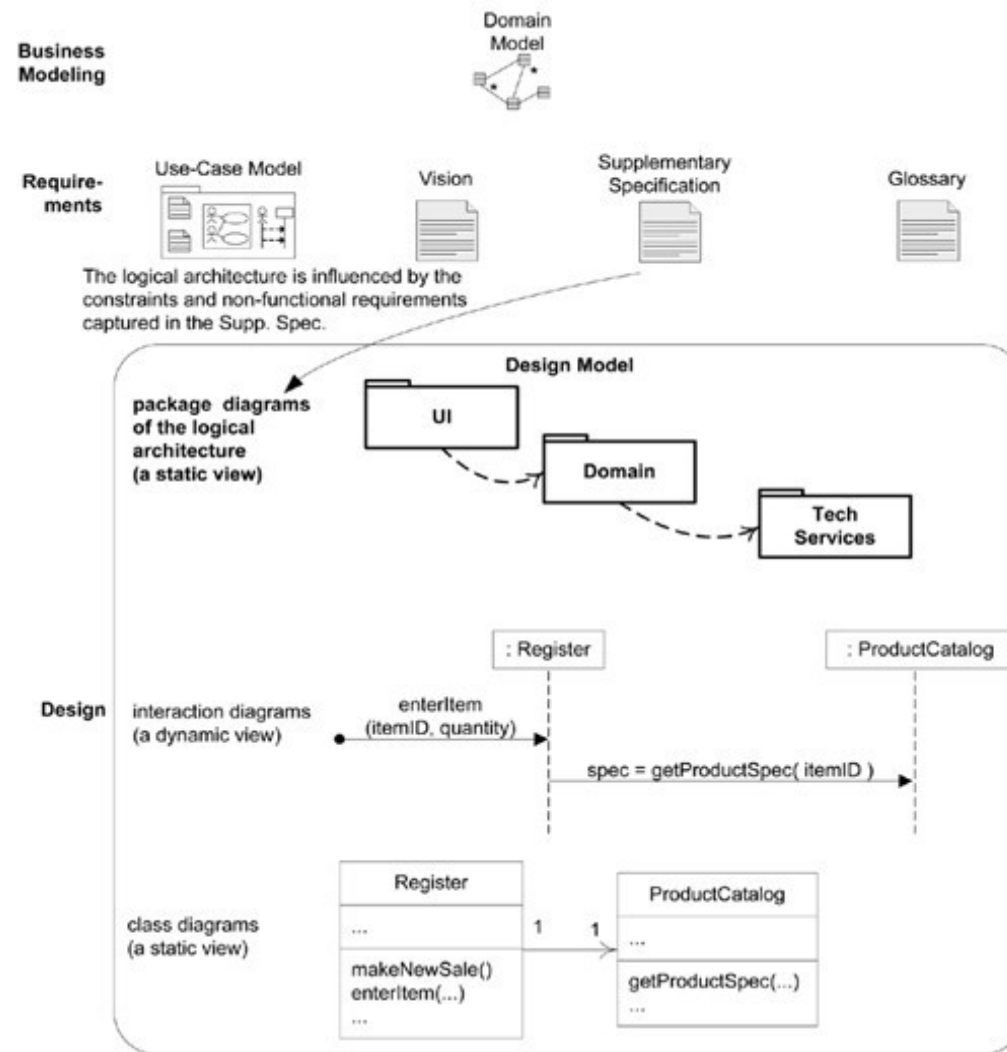 Business
Modeling
Domain
Model
*
*
Require-
ments
Use-Case Model
Vision
Supplementary
Specification
Glossary
The logical architecture is influenced by the
constraints and non-functional requirements
captured in the Supp. Spec.
Design Model
package diagrams
of the logical
architecture
(a static view)
UI
Domain
Tech
Services
: Register
: ProductCatalog
Design
interaction diagrams
(a dynamic view)
enterItem
(itemID, quantity)
spec = getProductSpec( itemID )
class diagrams
(a static view)
Register
...
makeNewSale()
enterItem(...)
...
1
1
ProductCatalog
...
getProductSpec(...)
...